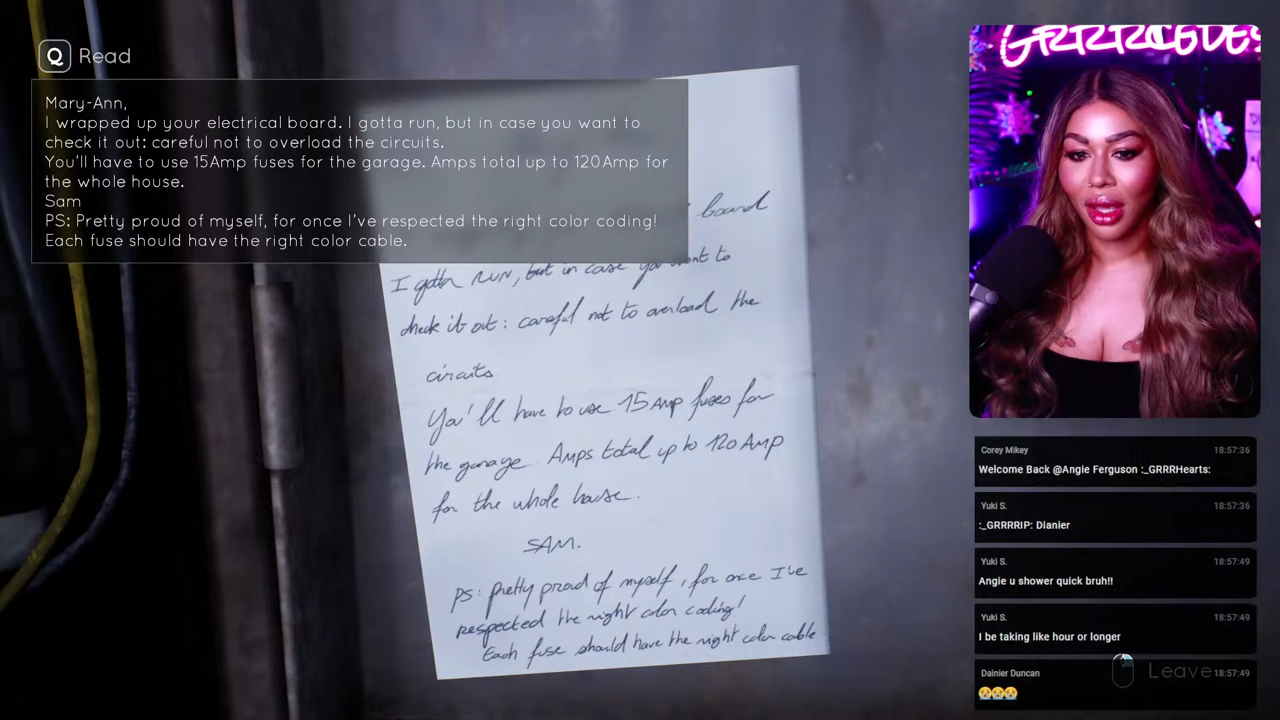 Q Read
Mary-Ann,
I wrapped up your electrical board. I gotta run, but in case you want to
check it out: careful not to overload the circuits.
You'll have to use 15Amp fuses for the garage. Amps total up to 120Amp for
the whole house.
Sam
PS: Pretty proud of myself, for once I've respected the right color coding!
Each fuse should have the right color cable.
board
I gotta RUN, but in case you want to
check it out : careful not to overload the
circuits
You'll have to use 15 Amp fuses for
the garage. Amps total up to 120 Amp
for the whole house.
SAM.
PS: pretty proud of myself, for once I've
respected the right color coding!
Each fuse should have the right color cable
GRRRCEDES
Corey Mikey 18:57:36
Welcome Back @Angie Ferguson :_GRRRHearts:
Yuki S. 18:57:36
:_GRRRRIP: Dianier
Yuki S. 18:57:49
Angie u shower quick bruh!!
Yuki S. 18:57:49
I be taking like hour or longer
Dainier Duncan 18:57:49
😭😭😭
Leave